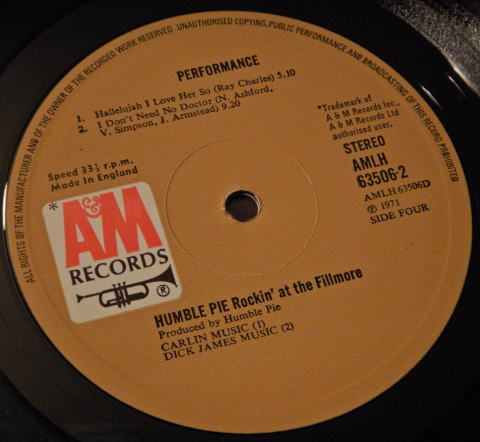 ALL RIGHTS OF THE MANUFACTURER AND OF THE OWNER OF THE RECORDED WORK RESERVED UNAUTHORISED COPYING, PUBLIC PERFORMANCE AND BROADCASTING OF THIS RECORD PROHIBITED
PERFORMANCE
1. Hallelujah I Love Her So (Ray Charles) 5.10
2. I Don't Need No Doctor (N. Ashford,
V. Simpson, J. Armstead) 9.20
Speed 33⅓ r.p.m.
Made In England
*Trademark of
A & M Records Inc.,
A & M Records Ltd
authorised user.
STEREO
AMLH
63506-2
AMLH 63506D
℗ 1971
SIDE FOUR
*
A&M
RECORDS
®
HUMBLE PIE Rockin' at the Fillmore
Produced by Humble Pie
CARLIN MUSIC (1)
DICK JAMES MUSIC (2)